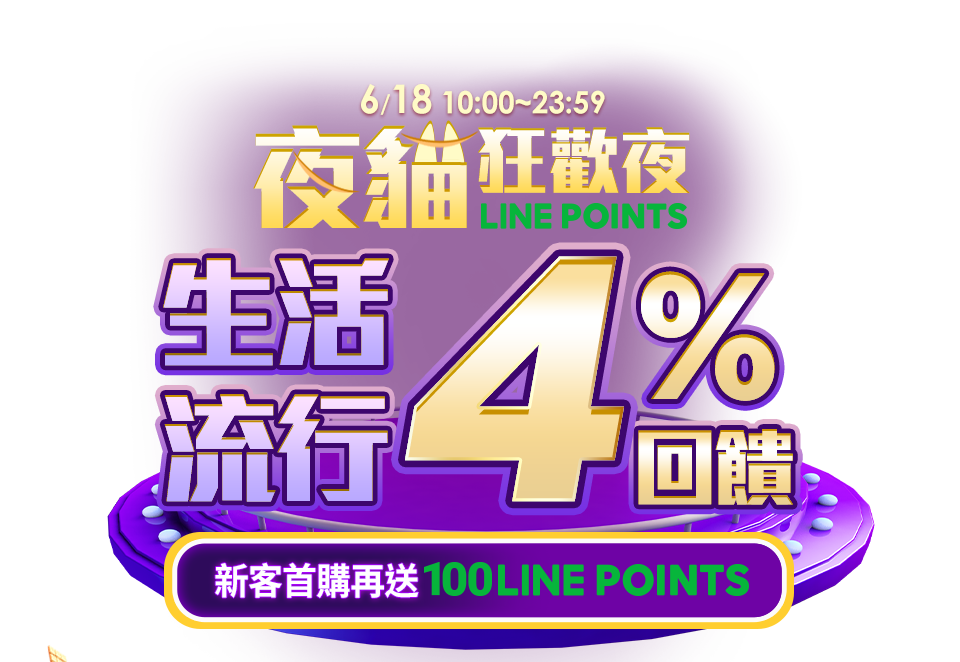 6/18 10:00~23:59
夜貓狂歡夜
LINE POINTS
生活
流行
4%
回饋
新客首購再送100LINE POINTS